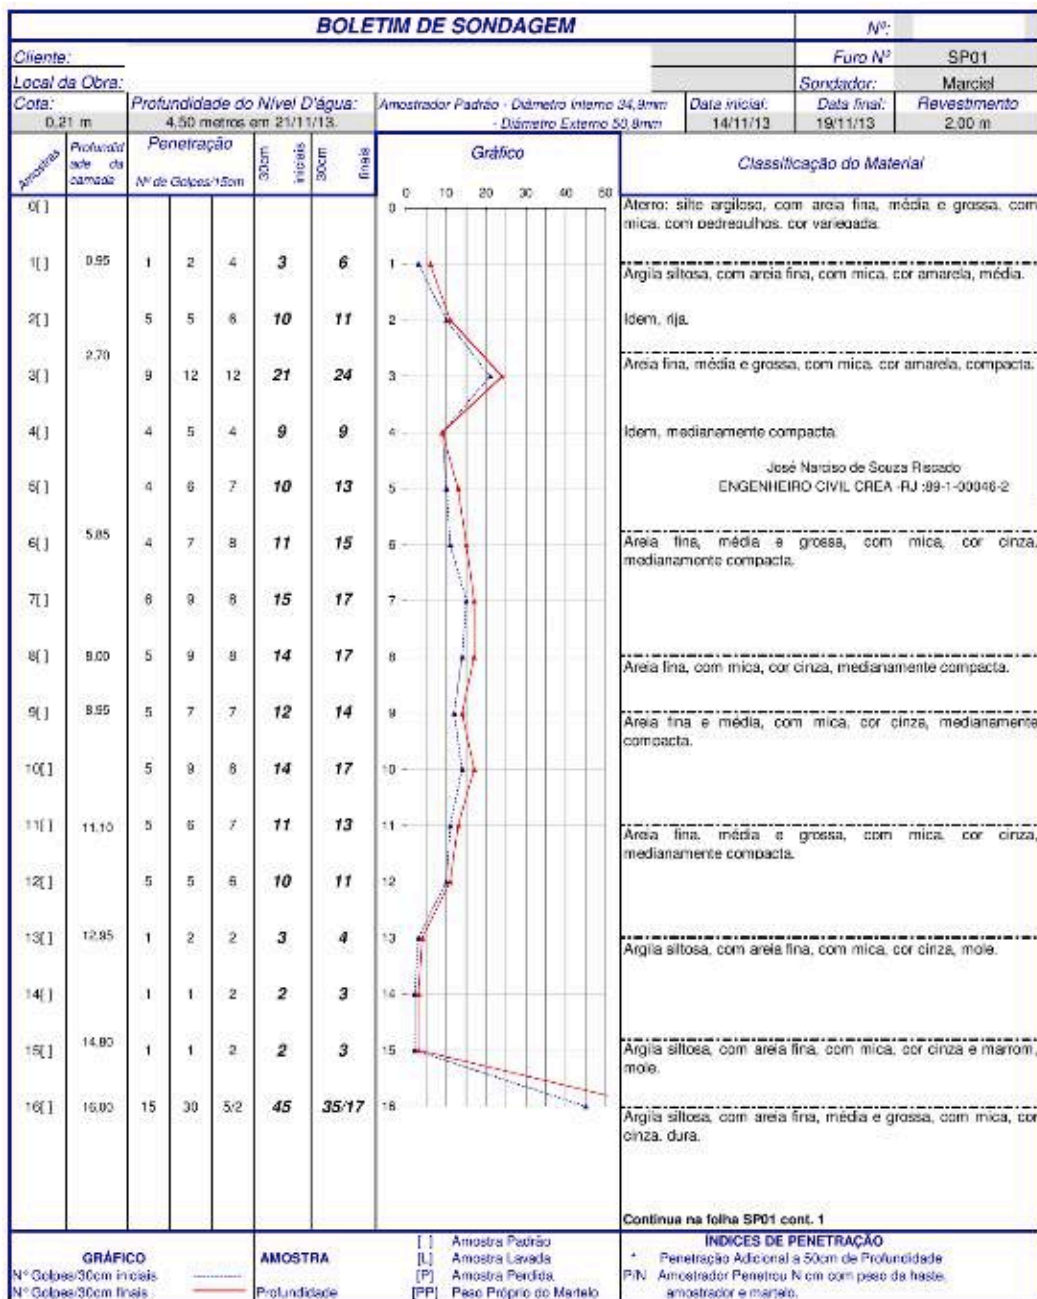 BOLETIM DE SONDAGEM Nº:
Cliente: Furo Nº SP01
Local da Obra: Sondador: Marciel
Cota: Profundidade do Nível D'água: Amostrador Padrão - Diâmetro Interno 34,9mm Data inicial: Data final: Revestimento
0,21 m 4,50 metros em 21/11/13. - Diâmetro Externo 50,8mm 14/11/13 19/11/13 2,00 m
Amostras Profundid ade da camada Penetração Nº de Golpes/15cm 30cm iniciais 30cm finais Gráfico Classificação do Material
0 10 20 30 40 50
0[ ] 0 Aterro: silte argiloso, com areia fina, média e grossa, com
mica, com pedregulhos, cor variegada.
1[ ] 0,95 1 2 4 3 6 1
Argila siltosa, com areia fina, com mica, cor amarela, média.
2[ ] 5 5 6 10 11 2 Idem, rija.
2,70
Areia fina, média e grossa, com mica, cor amarela, compacta.
3[ ] 9 12 12 21 24 3
4[ ] 4 5 4 9 9 4 Idem, medianamente compacta.
José Narciso de Souza Riscado
5[ ] 4 6 7 10 13 5 ENGENHEIRO CIVIL CREA -RJ :89-1-00046-2
5,85
6[ ] 4 7 8 11 15 6 Areia fina, média e grossa, com mica, cor cinza,
medianamente compacta.
7[ ] 6 9 8 15 17 7
8[ ] 5 9 8 14 17 8
Areia fina, com mica, cor cinza, medianamente compacta.
9[ ] 8,95 5 7 7 12 14 9
Areia fina e média, com mica, cor cinza, medianamente
compacta.
10[ ] 5 9 8 14 17 10
11[ ] 11,10 5 6 7 11 13 11
Areia fina, média e grossa, com mica, cor cinza,
medianamente compacta.
12[ ] 5 5 6 10 11 12
13[ ] 12,95 1 2 2 3 4 13
Argila siltosa, com areia fina, com mica, cor cinza, mole.
14[ ] 1 1 2 2 3 14
14,80
15[ ] 1 1 2 2 3 15 Argila siltosa, com areia fina, com mica, cor cinza e marrom,
mole.
16[ ] 16,00 15 30 5/2 45 35/17 16
Argila siltosa, com areia fina, média e grossa, com mica, cor
cinza, dura.
Continua na folha SP01 cont. 1
[ ] Amostra Padrão ÍNDICES DE PENETRAÇÃO
GRÁFICO AMOSTRA [L] Amostra Lavada * Penetração Adicional a 50cm de Profundidade
Nº Golpes/30cm iniciais [P] Amostra Perdida P/N Amostrador Penetrou N cm com peso da haste,
Nº Golpes/30cm finais Profundidade [PP] Peso Próprio do Martelo amostrador e martelo.